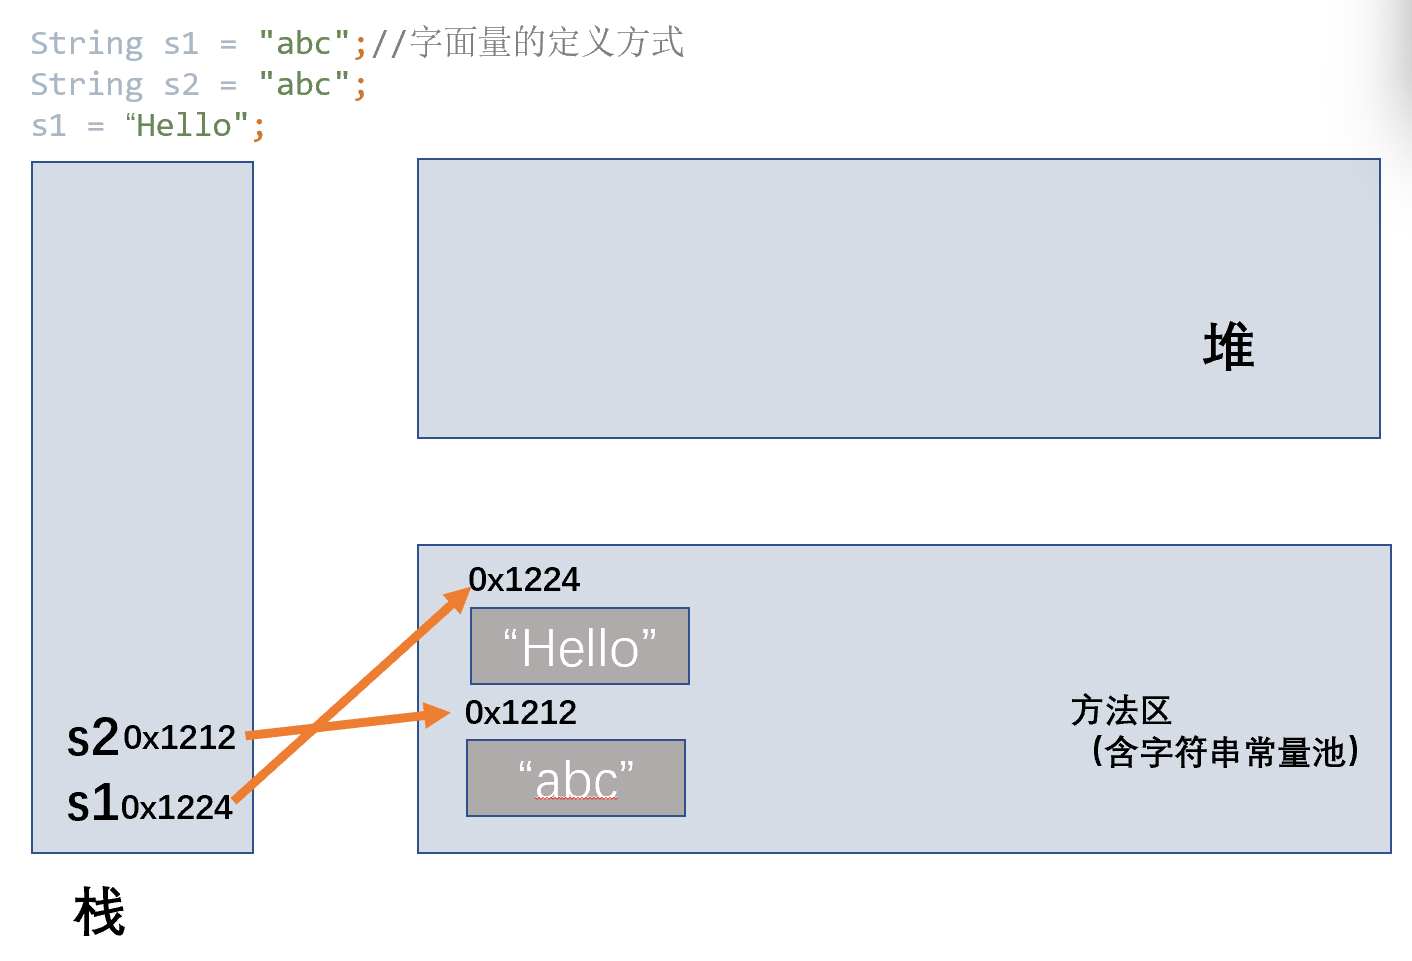 String s1 = "abc";//字面量的定义方式
String s2 = "abc";
s1 = “Hello";
堆
0x1224
“Hello”
0x1212
“abc”
方法区
（含字符串常量池）
s2 0x1212
s1 0x1224
栈